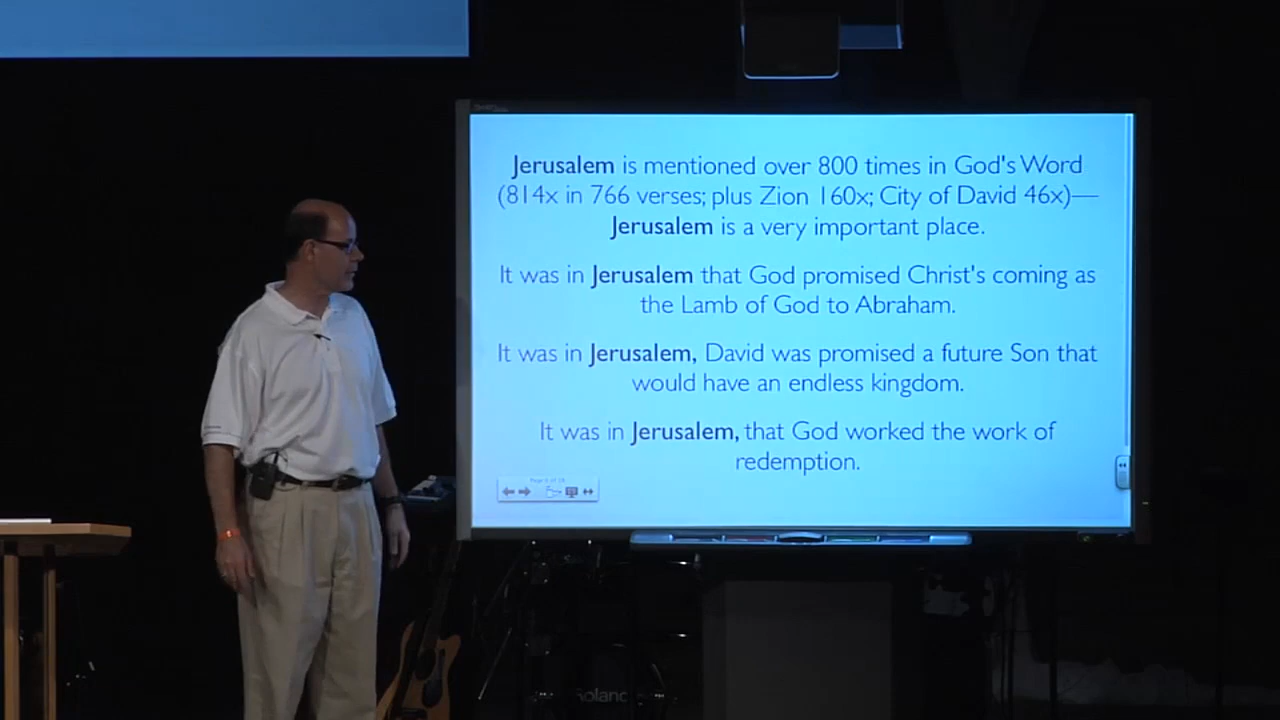 Jerusalem is mentioned over 800 times in God's Word
(814x in 766 verses; plus Zion 160x; City of David 46x)—
Jerusalem is a very important place.
It was in Jerusalem that God promised Christ's coming as
the Lamb of God to Abraham.
It was in Jerusalem, David was promised a future Son that
would have an endless kingdom.
It was in Jerusalem, that God worked the work of
redemption.
Roland